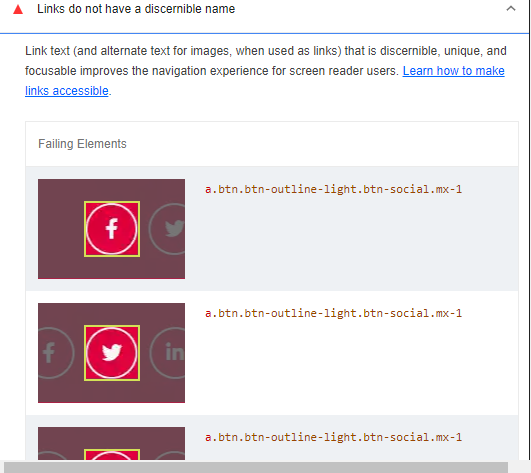 Links do not have a discernible name
Link text (and alternate text for images, when used as links) that is discernible, unique, and
focusable improves the navigation experience for screen reader users. Learn how to make
links accessible.
Failing Elements
a.btn.btn-outline-light.btn-social.mx-1
a.btn.btn-outline-light.btn-social.mx-1
in
a.btn.btn-outline-light.btn-social.mx-1